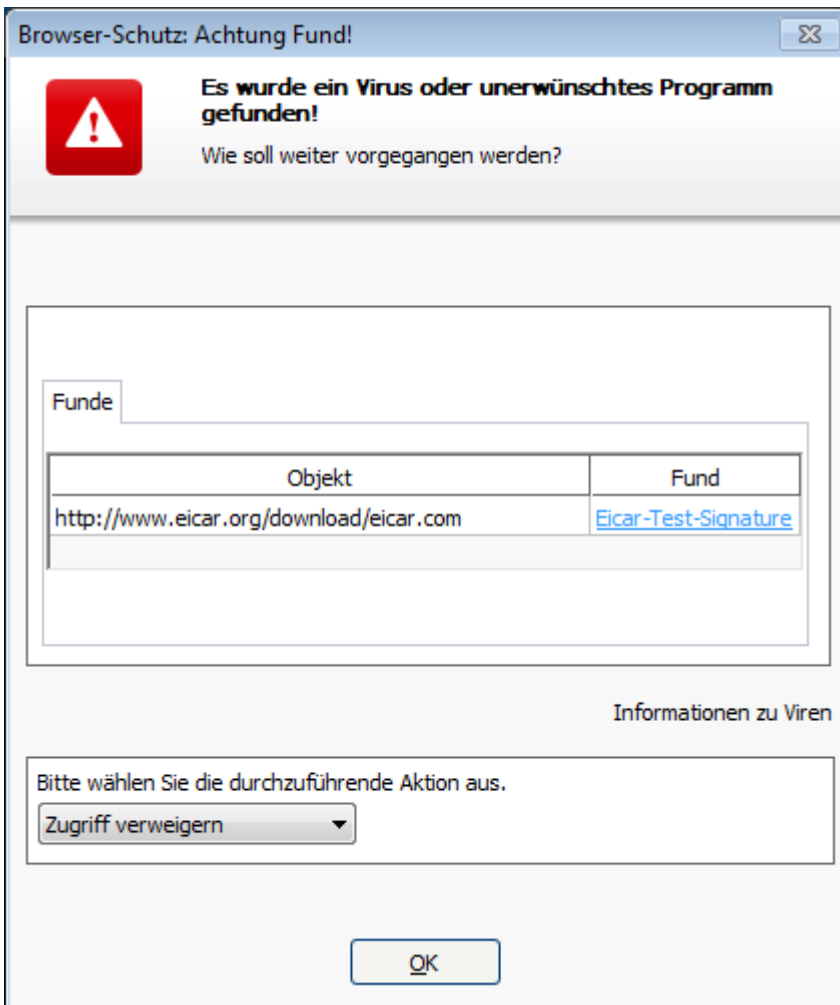 Browser-Schutz: Achtung Fund!
Es wurde ein Virus oder unerwünschtes Programm
gefunden!
Wie soll weiter vorgegangen werden?
Funde
Objekt Fund
http://www.eicar.org/download/eicar.com Eicar-Test-Signature
Informationen zu Viren
Bitte wählen Sie die durchzuführende Aktion aus.
Zugriff verweigern
OK